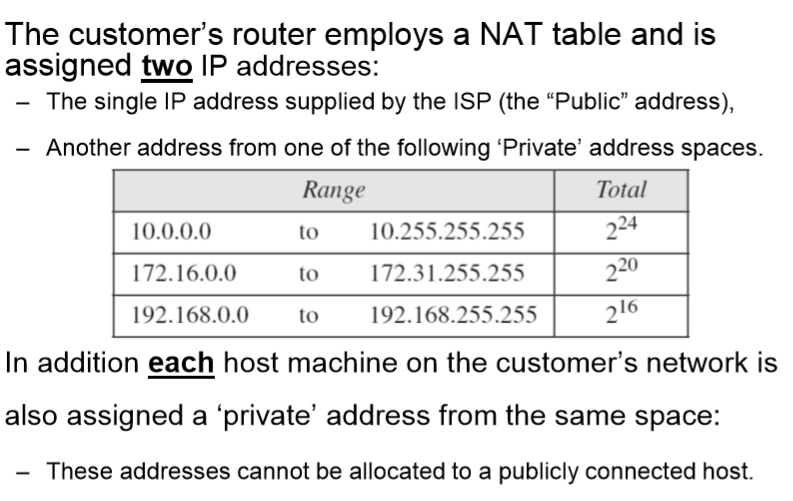 The customer’s router employs a NAT table and is
assigned two IP addresses:
– The single IP address supplied by the ISP (the “Public” address),
– Another address from one of the following ‘Private’ address spaces.
Range Total
10.0.0.0 to 10.255.255.255 2²⁴
172.16.0.0 to 172.31.255.255 2²⁰
192.168.0.0 to 192.168.255.255 2¹⁶
In addition each host machine on the customer’s network is
also assigned a ‘private’ address from the same space:
– These addresses cannot be allocated to a publicly connected host.